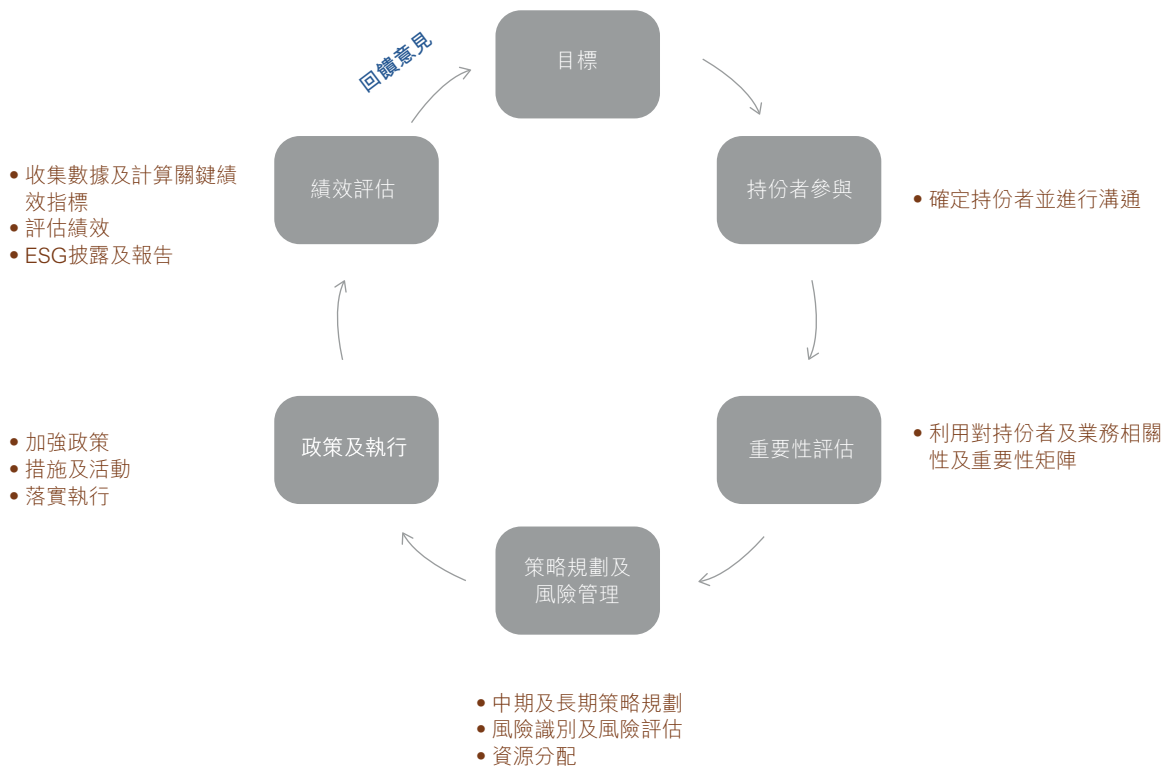 回饋意見
目標
持份者參與
• 確定持份者並進行溝通
重要性評估
• 利用對持份者及業務相關
性及重要性矩陣
策略規劃及
風險管理
• 中期及長期策略規劃
• 風險識別及風險評估
• 資源分配
政策及執行
• 加強政策
• 措施及活動
• 落實執行
績效評估
• 收集數據及計算關鍵績
效指標
• 評估績效
• ESG披露及報告